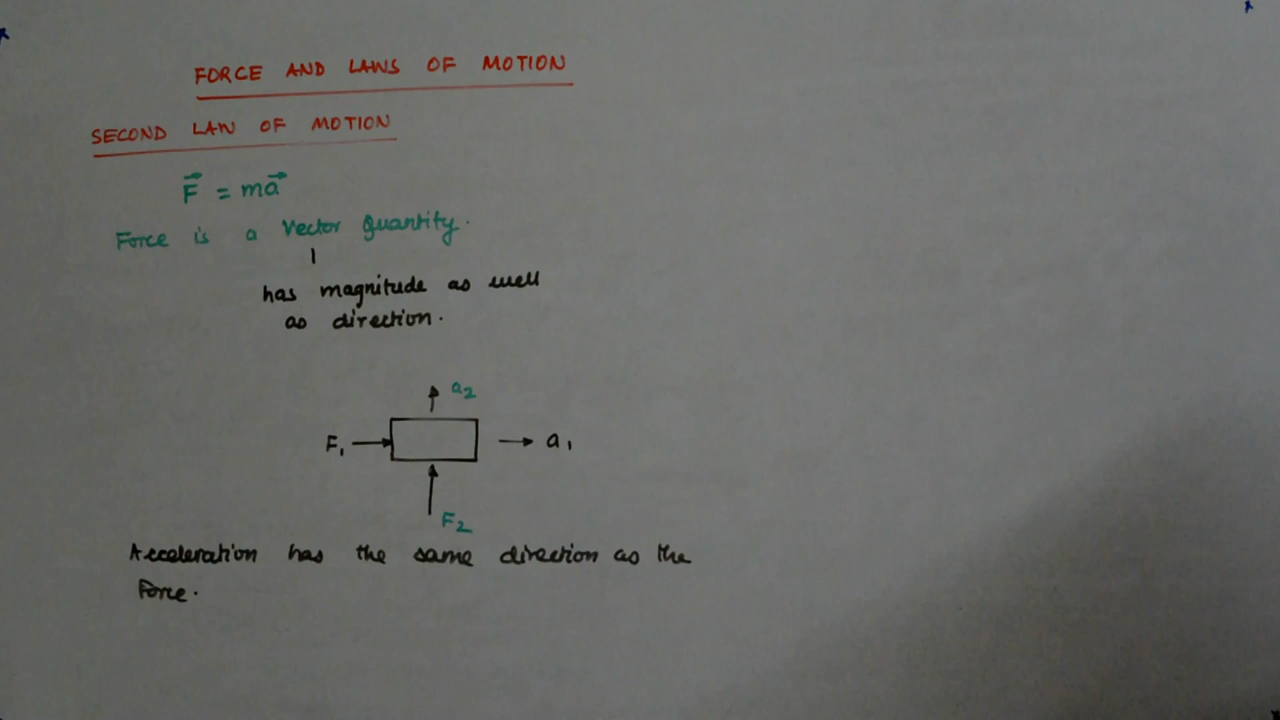 FORCE AND LAWS OF MOTION
SECOND LAW OF MOTION
F⃗ = ma⃗
Force is a Vector Quantity.
has magnitude as well
as direction.
a2
F1
a1
F2
Acceleration has the same direction as the
Force.